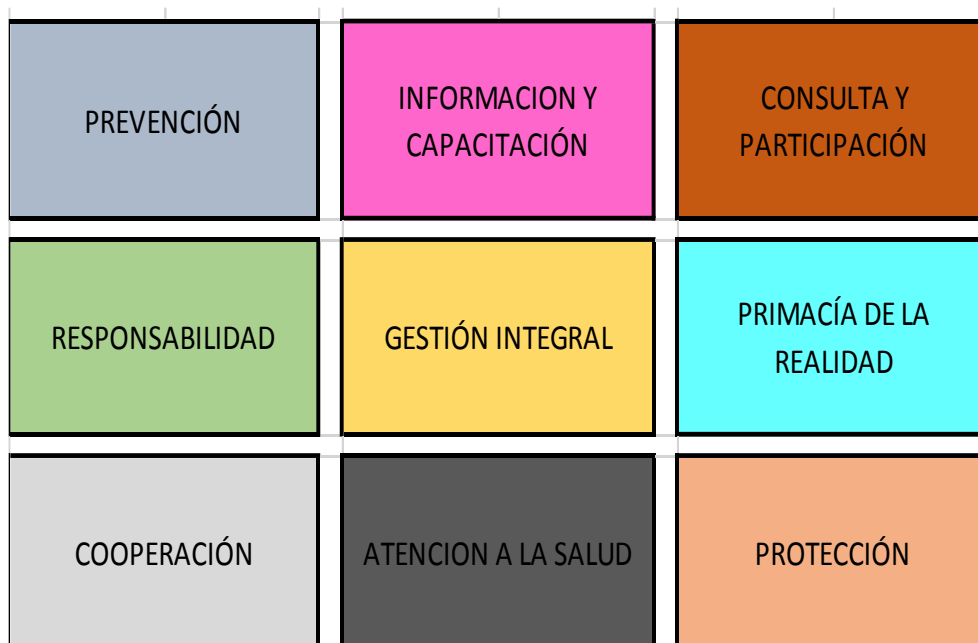 PREVENCIÓN
INFORMACION Y
CAPACITACIÓN
CONSULTA Y
PARTICIPACIÓN
RESPONSABILIDAD
GESTIÓN INTEGRAL
PRIMACÍA DE LA
REALIDAD
COOPERACIÓN
ATENCION A LA SALUD
PROTECCIÓN